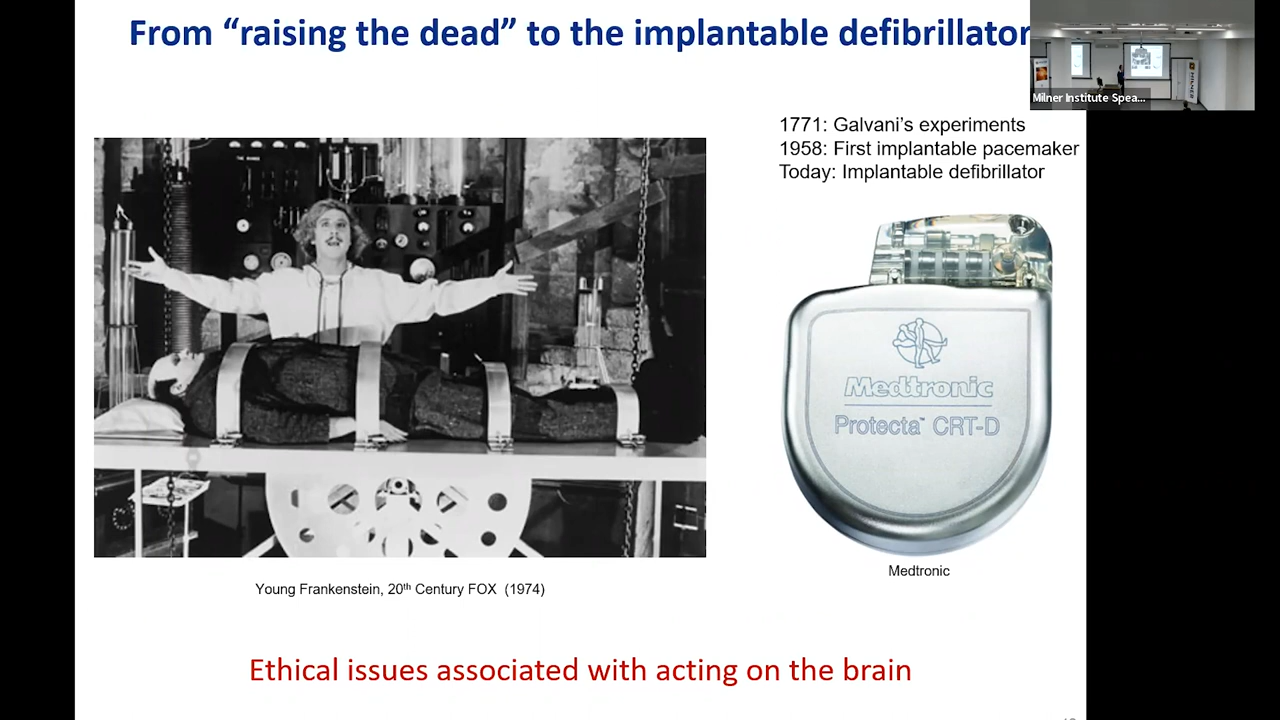 From “raising the dead” to the implantable defibrillator
Milner Institute Spea...
1771: Galvani’s experiments
1958: First implantable pacemaker
Today: Implantable defibrillator
Medtronic
Protecta™ CRT-D
Medtronic
Young Frankenstein, 20th Century FOX (1974)
Ethical issues associated with acting on the brain